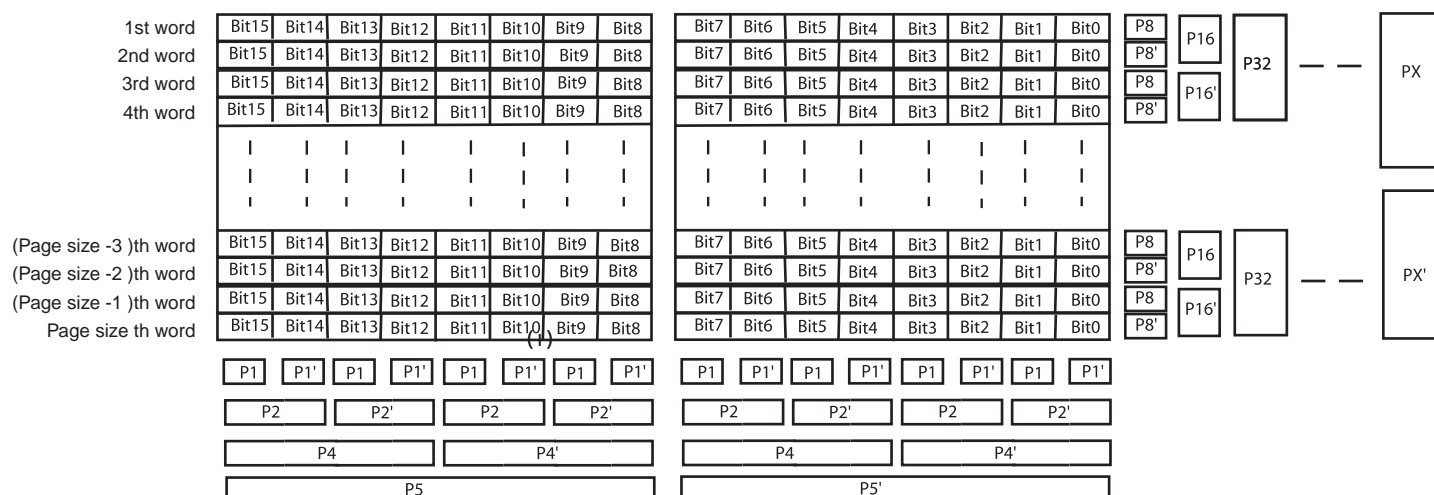 1st word Bit15 Bit14 Bit13 Bit12 Bit11 Bit10 Bit9 Bit8 Bit7 Bit6 Bit5 Bit4 Bit3 Bit2 Bit1 Bit0 P8 P16 P32 PX
2nd word Bit15 Bit14 Bit13 Bit12 Bit11 Bit10 Bit9 Bit8 Bit7 Bit6 Bit5 Bit4 Bit3 Bit2 Bit1 Bit0 P8'
3rd word Bit15 Bit14 Bit13 Bit12 Bit11 Bit10 Bit9 Bit8 Bit7 Bit6 Bit5 Bit4 Bit3 Bit2 Bit1 Bit0 P8 P16'
4th word Bit15 Bit14 Bit13 Bit12 Bit11 Bit10 Bit9 Bit8 Bit7 Bit6 Bit5 Bit4 Bit3 Bit2 Bit1 Bit0 P8'
(Page size -3 )th word Bit15 Bit14 Bit13 Bit12 Bit11 Bit10 Bit9 Bit8 Bit7 Bit6 Bit5 Bit4 Bit3 Bit2 Bit1 Bit0 P8 P16 P32 PX'
(Page size -2 )th word Bit15 Bit14 Bit13 Bit12 Bit11 Bit10 Bit9 Bit8 Bit7 Bit6 Bit5 Bit4 Bit3 Bit2 Bit1 Bit0 P8'
(Page size -1 )th word Bit15 Bit14 Bit13 Bit12 Bit11 Bit10 Bit9 Bit8 Bit7 Bit6 Bit5 Bit4 Bit3 Bit2 Bit1 Bit0 P8 P16'
Page size th word Bit15 Bit14 Bit13 Bit12 Bit11 Bit10 Bit9 Bit8 Bit7 Bit6 Bit5 Bit4 Bit3 Bit2 Bit1 Bit0 P8'
P1 P1' P1 P1' P1 P1' P1 P1' P1 P1' P1 P1' P1 P1' P1 P1'
P2 P2' P2 P2' P2 P2' P2 P2'
P4 P4' P4 P4'
P5 P5'